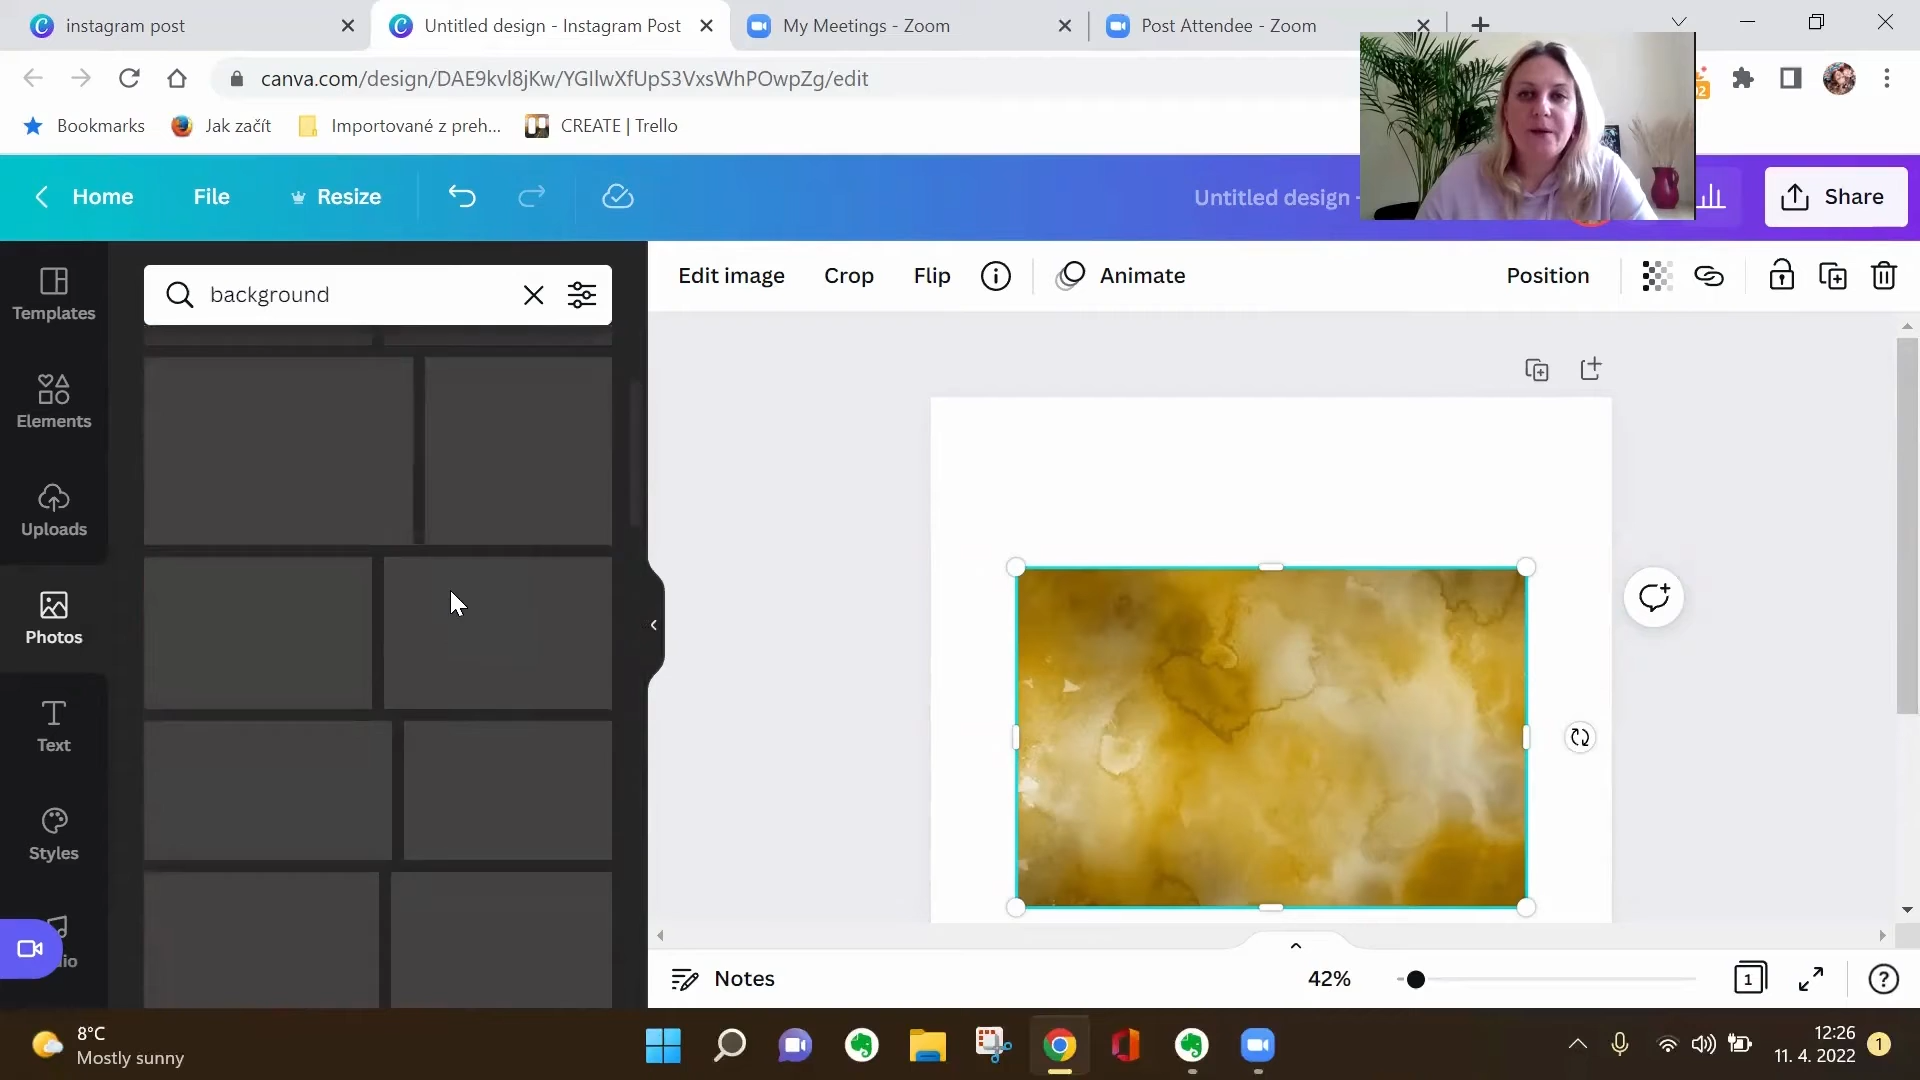 instagram post
Untitled design - Instagram Post
My Meetings - Zoom
Post Attendee - Zoom
canva.com/design/DAE9kvl8jKw/YGIlwXfUpS3VxsWhPOwpZg/edit
Bookmarks
Jak začít
Importované z preh...
CREATE | Trello
Home
File
Resize
Untitled design -
Share
Templates
Elements
Uploads
Photos
Text
Styles
background
Edit image
Crop
Flip
Animate
Position
Notes
42%
1
8°C
Mostly sunny
12:26
11. 4. 2022
1